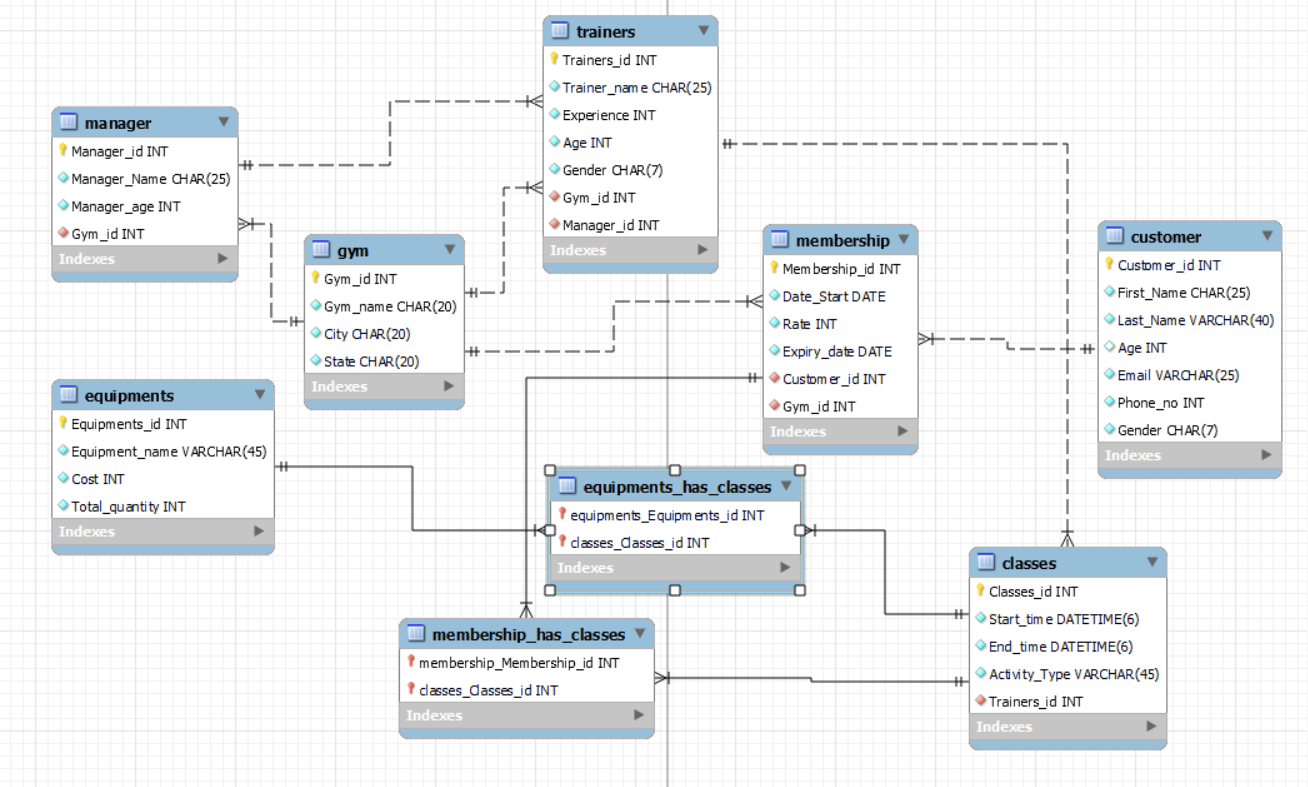 trainers
Trainers_id INT
Trainer_name CHAR(25)
Experience INT
Age INT
Gender CHAR(7)
Gym_id INT
Manager_id INT
Indexes
manager
Manager_id INT
Manager_Name CHAR(25)
Manager_age INT
Gym_id INT
Indexes
gym
Gym_id INT
Gym_name CHAR(20)
City CHAR(20)
State CHAR(20)
Indexes
membership
Membership_id INT
Date_Start DATE
Rate INT
Expiry_date DATE
Customer_id INT
Gym_id INT
Indexes
customer
Customer_id INT
First_Name CHAR(25)
Last_Name VARCHAR(40)
Age INT
Email VARCHAR(25)
Phone_no INT
Gender CHAR(7)
Indexes
equipments
Equipments_id INT
Equipment_name VARCHAR(45)
Cost INT
Total_quantity INT
Indexes
equipments_has_classes
equipments_Equipments_id INT
classes_Classes_id INT
Indexes
membership_has_classes
membership_Membership_id INT
classes_Classes_id INT
Indexes
classes
Classes_id INT
Start_time DATETIME(6)
End_time DATETIME(6)
Activity_Type VARCHAR(45)
Trainers_id INT
Indexes